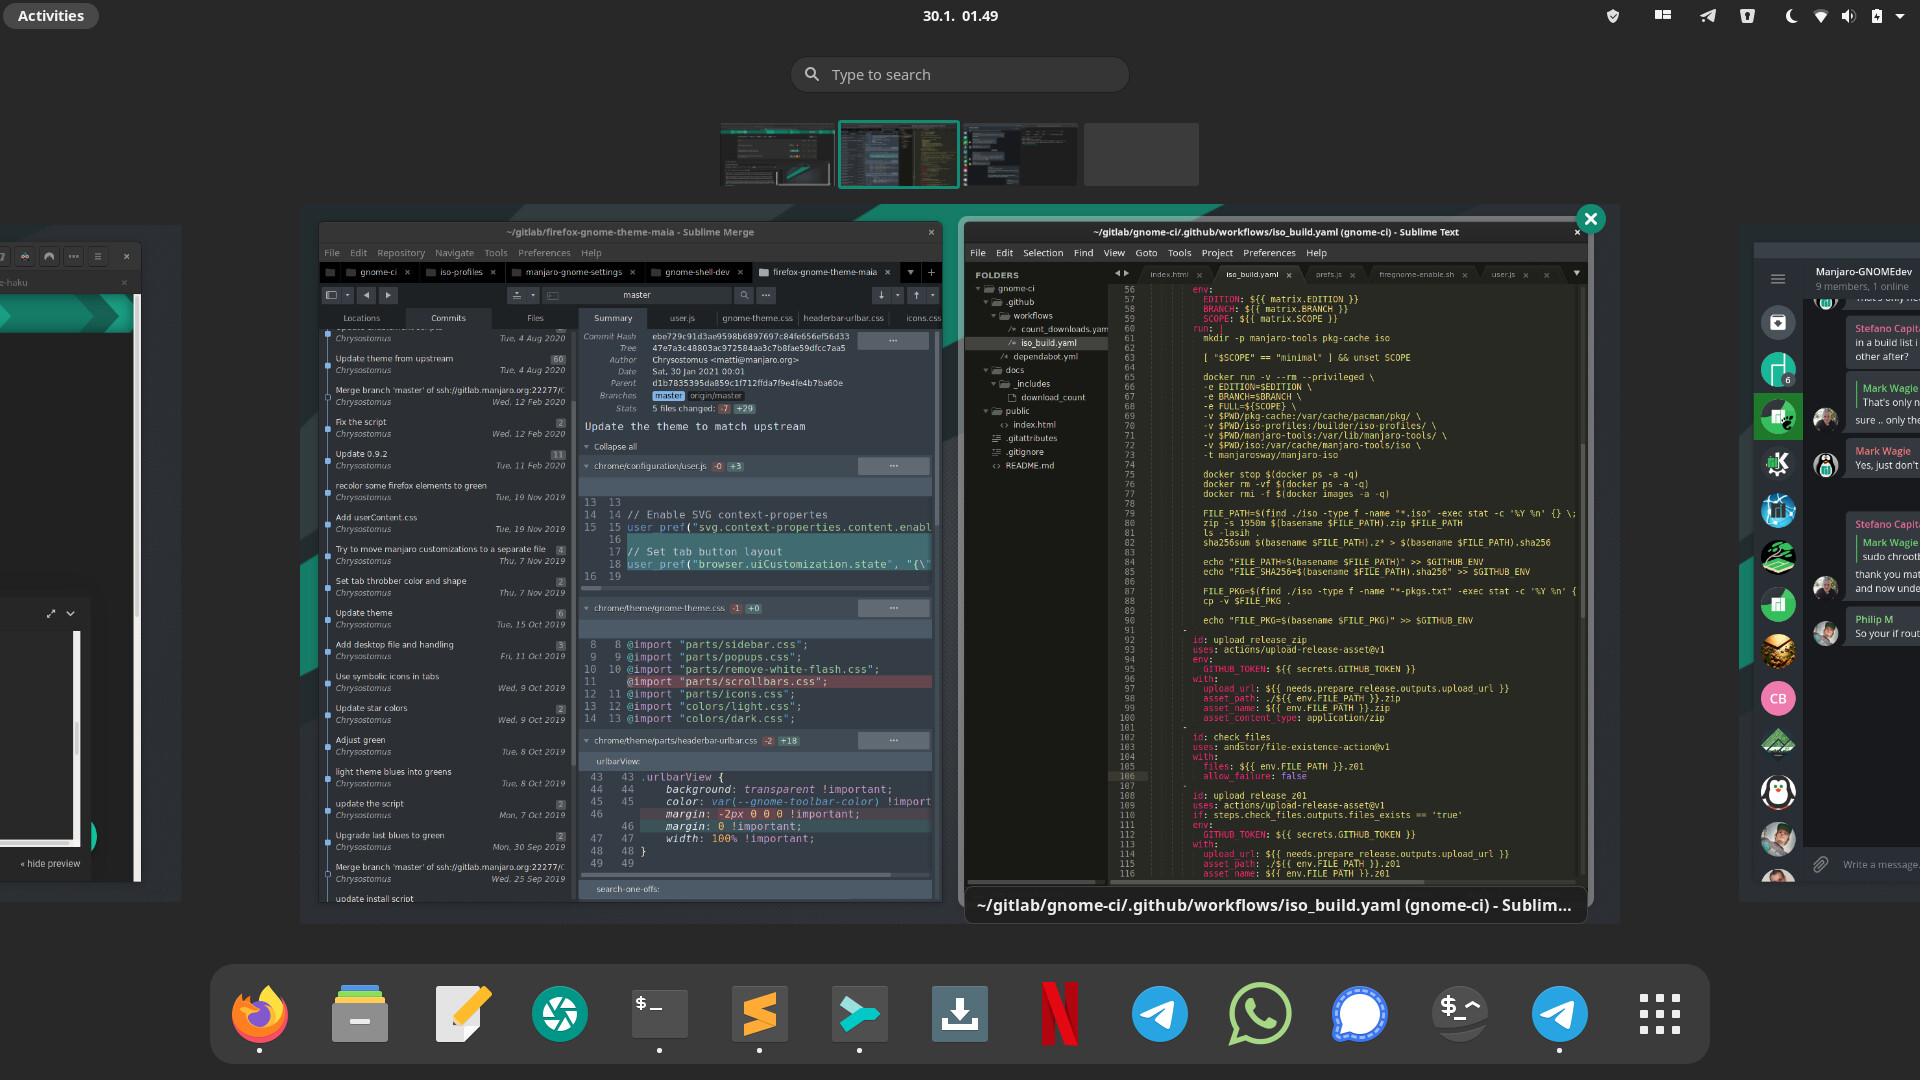 Activities
30.1. 01.49
Type to search
~/gitlab/firefox-gnome-theme-maia - Sublime Merge
File Edit Repository Navigate Tools Preferences Help
gnome-ci
iso-profiles
manjaro-gnome-settings
gnome-shell-dev
firefox-gnome-theme-maia
master
Locations Commits Files
Summary user.js gnome-theme.css headerbar-urlbar.css icons.css
Chrysostomus Tue, 4 Aug 2020
Update theme from upstream 60
Chrysostomus Tue, 4 Aug 2020
Merge branch 'master' of ssh://gitlab.manjaro.org:22277/C
Chrysostomus Wed, 12 Feb 2020
Fix the script 2
Chrysostomus Wed, 12 Feb 2020
Update 0.9.2 11
Chrysostomus Tue, 11 Feb 2020
recolor some firefox elements to green
Chrysostomus Tue, 19 Nov 2019
Add userContent.css
Chrysostomus Tue, 19 Nov 2019
Try to move manjaro customizations to a separate file 4
Chrysostomus Thu, 7 Nov 2019
Set tab throbber color and shape 2
Chrysostomus Thu, 7 Nov 2019
Update theme 6
Chrysostomus Tue, 15 Oct 2019
Add desktop file and handling 3
Chrysostomus Fri, 11 Oct 2019
Use symbolic icons in tabs 2
Chrysostomus Wed, 9 Oct 2019
Update star colors 2
Chrysostomus Wed, 9 Oct 2019
Adjust green
Chrysostomus Tue, 8 Oct 2019
light theme blues into greens
Chrysostomus Tue, 8 Oct 2019
update the script 2
Chrysostomus Mon, 7 Oct 2019
Upgrade last blues to green 2
Chrysostomus Mon, 30 Sep 2019
Merge branch 'master' of ssh://gitlab.manjaro.org:22277/C
Chrysostomus Wed, 25 Sep 2019
update install script
Commit Hash ebe729c91d3ae9598b6897697c84fe656ef56d33
Tree 47e7a3c48803ac972584aa3c7b8fae59dfcc7aa5
Author Chrysostomus <matti@manjaro.org>
Date Sat, 30 Jan 2021 00:01
Parent d1b7835395da859c1f712ffda7f9e4fe4b7ba60e
Branches master origin/master
Stats 5 files changed: -7 +29
Update the theme to match upstream
Collapse all
chrome/configuration/user.js -0 +3
13 13
14 14 // Enable SVG context-propertes
15 15 user_pref("svg.context-properties.content.enabl
16
17 // Set tab button layout
18 user_pref("browser.uiCustomization.state", "{\"
16 19
chrome/theme/gnome-theme.css -1 +0
8 8 @import "parts/sidebar.css";
9 9 @import "parts/popups.css";
10 10 @import "parts/remove-white-flash.css";
11 @import "parts/scrollbars.css";
12 11 @import "parts/icons.css";
13 12 @import "colors/light.css";
14 13 @import "colors/dark.css";
chrome/theme/parts/headerbar-urlbar.css -2 +18
urlbarView:
43 43 .urlbarView {
44 44 background: transparent !important;
45 45 color: var(--gnome-toolbar-color) !import
46 margin: -2px 0 0 0 !important;
46 margin: 0 !important;
47 47 width: 100% !important;
48 48 }
49 49
search-one-offs:
~/gitlab/gnome-ci/.github/workflows/iso_build.yaml (gnome-ci) - Sublime Text
File Edit Selection Find View Goto Tools Project Preferences Help
FOLDERS
gnome-ci
.github
workflows
count_downloads.yam
iso_build.yaml
dependabot.yml
docs
_includes
download_count
public
index.html
.gitattributes
.gitignore
README.md
index.html iso_build.yaml prefs.js firegnome-enable.sh user.js
56 env:
57 EDITION: ${{ matrix.EDITION }}
58 BRANCH: ${{ matrix.BRANCH }}
59 SCOPE: ${{ matrix.SCOPE }}
60 run: |
61 mkdir -p manjaro-tools pkg-cache iso
62
63 [ "$SCOPE" == "minimal" ] && unset SCOPE
64
65 docker run -v --rm --privileged \
66 -e EDITION=$EDITION \
67 -e BRANCH=$BRANCH \
68 -e FULL=${SCOPE} \
69 -v $PWD/pkg-cache:/var/cache/pacman/pkg/ \
70 -v $PWD/iso-profiles:/builder/iso-profiles/ \
71 -v $PWD/manjaro-tools:/var/lib/manjaro-tools/ \
72 -v $PWD/iso:/var/cache/manjaro-tools/iso \
73 -t manjarosway/manjaro-iso
74
75 docker stop $(docker ps -a -q)
76 docker rm -vf $(docker ps -a -q)
77 docker rmi -f $(docker images -a -q)
78
79 FILE_PATH=$(find ./iso -type f -name "*.iso" -exec stat -c '%Y %n' {} \;
80 zip -s 1950m $(basename $FILE_PATH).zip $FILE_PATH
81 ls -lasih .
82 sha256sum $(basename $FILE_PATH).z* > $(basename $FILE_PATH).sha256
83
84 echo "FILE_PATH=$(basename $FILE_PATH)" >> $GITHUB_ENV
85 echo "FILE_SHA256=$(basename $FILE_PATH).sha256" >> $GITHUB_ENV
86
87 FILE_PKG=$(find ./iso -type f -name "*-pkgs.txt" -exec stat -c '%Y %n' {
88 cp -v $FILE_PKG .
89
90 echo "FILE_PKG=$(basename $FILE_PKG)" >> $GITHUB_ENV
91 -
92 id: upload_release_zip
93 uses: actions/upload-release-asset@v1
94 env:
95 GITHUB_TOKEN: ${{ secrets.GITHUB_TOKEN }}
96 with:
97 upload_url: ${{ needs.prepare_release.outputs.upload_url }}
98 asset_path: ./${{ env.FILE_PATH }}.zip
99 asset_name: ${{ env.FILE_PATH }}.zip
100 asset_content_type: application/zip
101 -
102 id: check_files
103 uses: andstor/file-existence-action@v1
104 with:
105 files: ${{ env.FILE_PATH }}.z01
106 allow_failure: false
107 -
108 id: upload_release_z01
109 uses: actions/upload-release-asset@v1
110 if: steps.check_files.outputs.files_exists == 'true'
111 env:
112 GITHUB_TOKEN: ${{ secrets.GITHUB_TOKEN }}
113 with:
114 upload_url: ${{ needs.prepare_release.outputs.upload_url }}
115 asset_path: ./${{ env.FILE_PATH }}.z01
116 asset_name: ${{ env.FILE_PATH }}.z01
~/gitlab/gnome-ci/.github/workflows/iso_build.yaml (gnome-ci) - Sublim...
e-haku
« hide preview
Manjaro-GNOMEdev
9 members, 1 online
Stefano Capita
in a build list i
other after?
Mark Wagie
That's only n
sure .. only the
Mark Wagie
Yes, just don't
Stefano Capita
Mark Wagie
sudo chroot
thank you mat
and now unde
Philip M
So your if rout
6
CB
Write a message.
$_
$_^